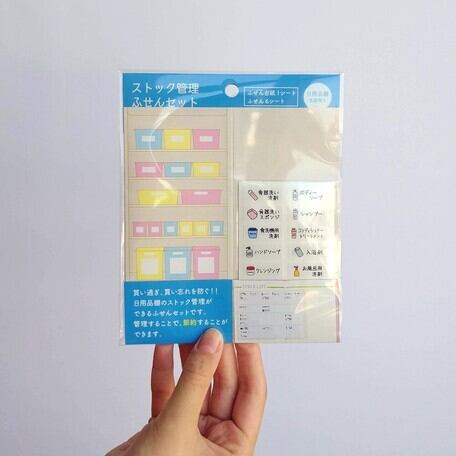 ストック管理
ふせんセット
ふせん台紙1シート
ふせん6シート
日用品棚
食器洗い
洗剤
ボディー
ソープ
食器洗い
スポンジ
シャンプー
食洗機用
洗剤
コンディショナー
トリートメント
ハンドソープ
入浴剤
クレンジング
お風呂用
洗剤
買い過ぎ、買い忘れを防ぐ!!
日用品棚のストック管理が
できるふせんセットです。
管理することで、節約することが
できます。